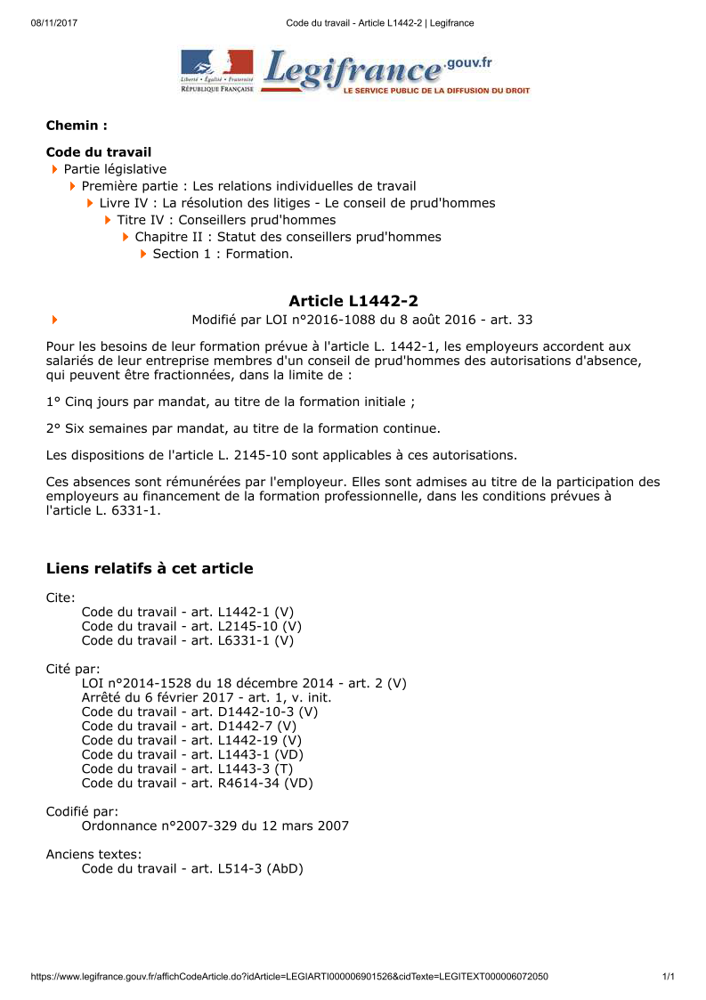 08/11/2017 Code du travail - Article L1442-2 | Legifrance
Liberté • Égalité • Fraternité
RÉPUBLIQUE FRANÇAISE
Legifrance.gouv.fr
LE SERVICE PUBLIC DE LA DIFFUSION DU DROIT
Chemin :
Code du travail
Partie législative
Première partie : Les relations individuelles de travail
Livre IV : La résolution des litiges - Le conseil de prud'hommes
Titre IV : Conseillers prud'hommes
Chapitre II : Statut des conseillers prud'hommes
Section 1 : Formation.
Article L1442-2
Modifié par LOI n°2016-1088 du 8 août 2016 - art. 33
Pour les besoins de leur formation prévue à l'article L. 1442-1, les employeurs accordent aux
salariés de leur entreprise membres d'un conseil de prud'hommes des autorisations d'absence,
qui peuvent être fractionnées, dans la limite de :
1° Cinq jours par mandat, au titre de la formation initiale ;
2° Six semaines par mandat, au titre de la formation continue.
Les dispositions de l'article L. 2145-10 sont applicables à ces autorisations.
Ces absences sont rémunérées par l'employeur. Elles sont admises au titre de la participation des
employeurs au financement de la formation professionnelle, dans les conditions prévues à
l'article L. 6331-1.
Liens relatifs à cet article
Cite:
Code du travail - art. L1442-1 (V)
Code du travail - art. L2145-10 (V)
Code du travail - art. L6331-1 (V)
Cité par:
LOI n°2014-1528 du 18 décembre 2014 - art. 2 (V)
Arrêté du 6 février 2017 - art. 1, v. init.
Code du travail - art. D1442-10-3 (V)
Code du travail - art. D1442-7 (V)
Code du travail - art. L1442-19 (V)
Code du travail - art. L1443-1 (VD)
Code du travail - art. L1443-3 (T)
Code du travail - art. R4614-34 (VD)
Codifié par:
Ordonnance n°2007-329 du 12 mars 2007
Anciens textes:
Code du travail - art. L514-3 (AbD)
https://www.legifrance.gouv.fr/affichCodeArticle.do?idArticle=LEGIARTI000006901526&cidTexte=LEGITEXT000006072050 1/1